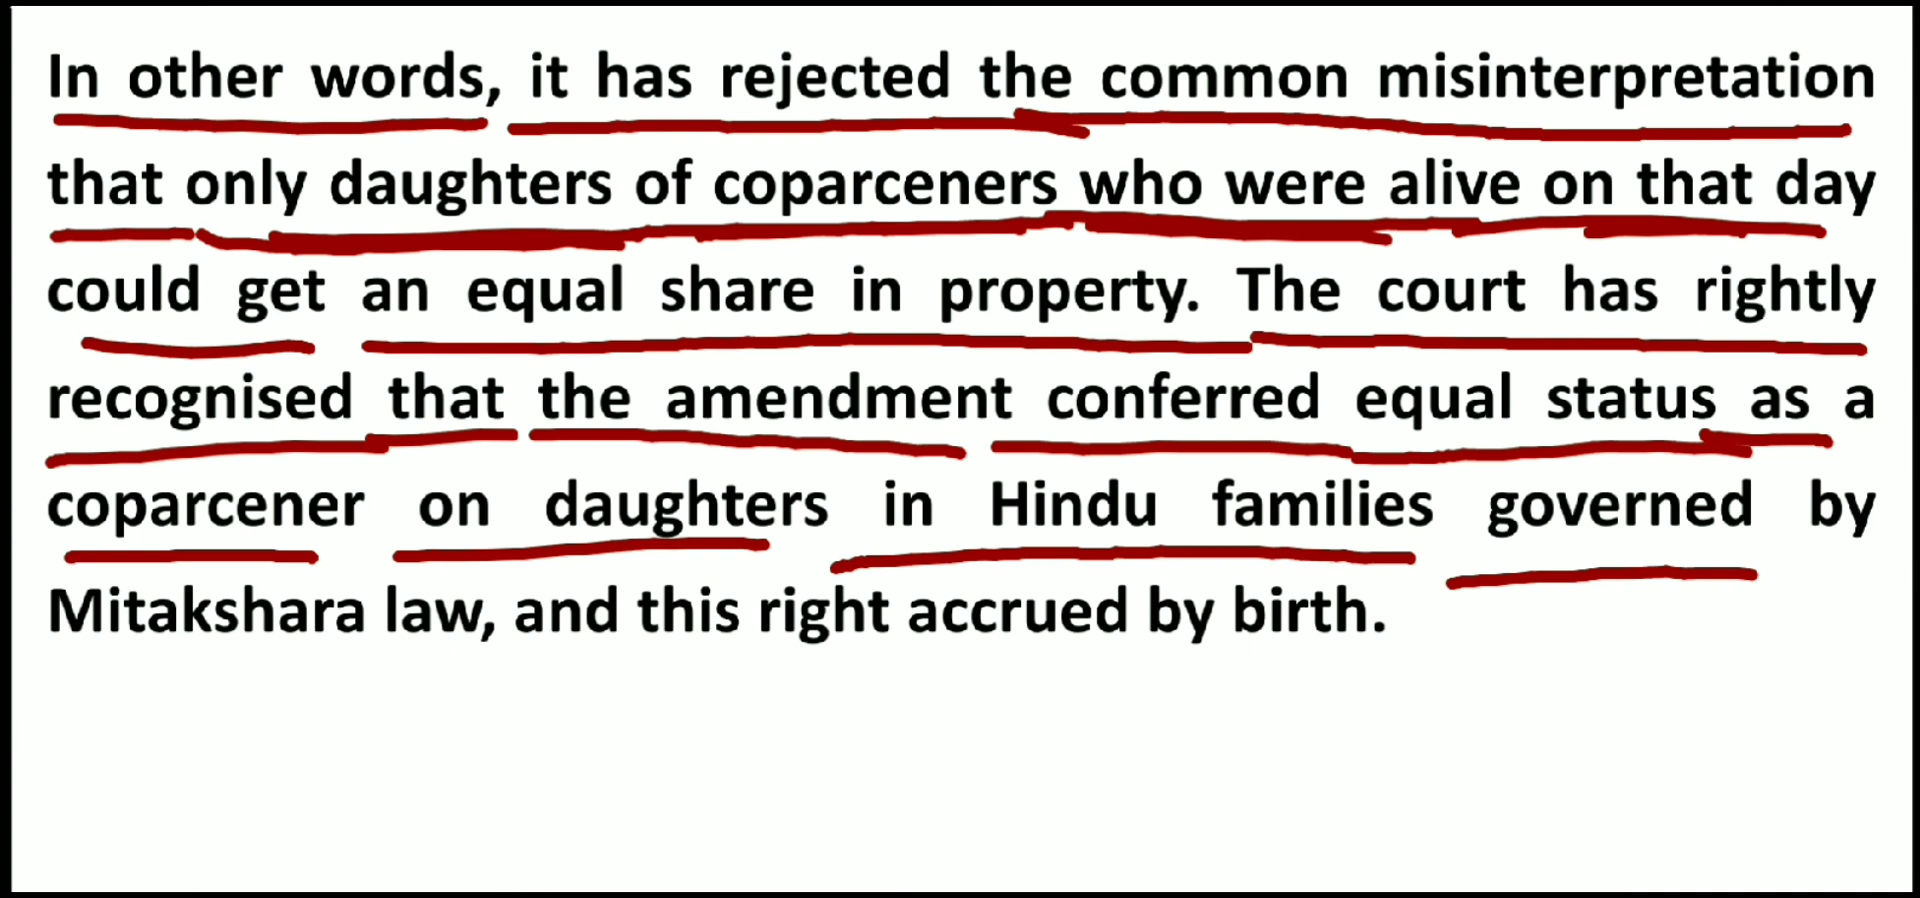 In other words, it has rejected the common misinterpretation
that only daughters of coparceners who were alive on that day
could get an equal share in property. The court has rightly
recognised that the amendment conferred equal status as a
coparcener on daughters in Hindu families governed by
Mitakshara law, and this right accrued by birth.